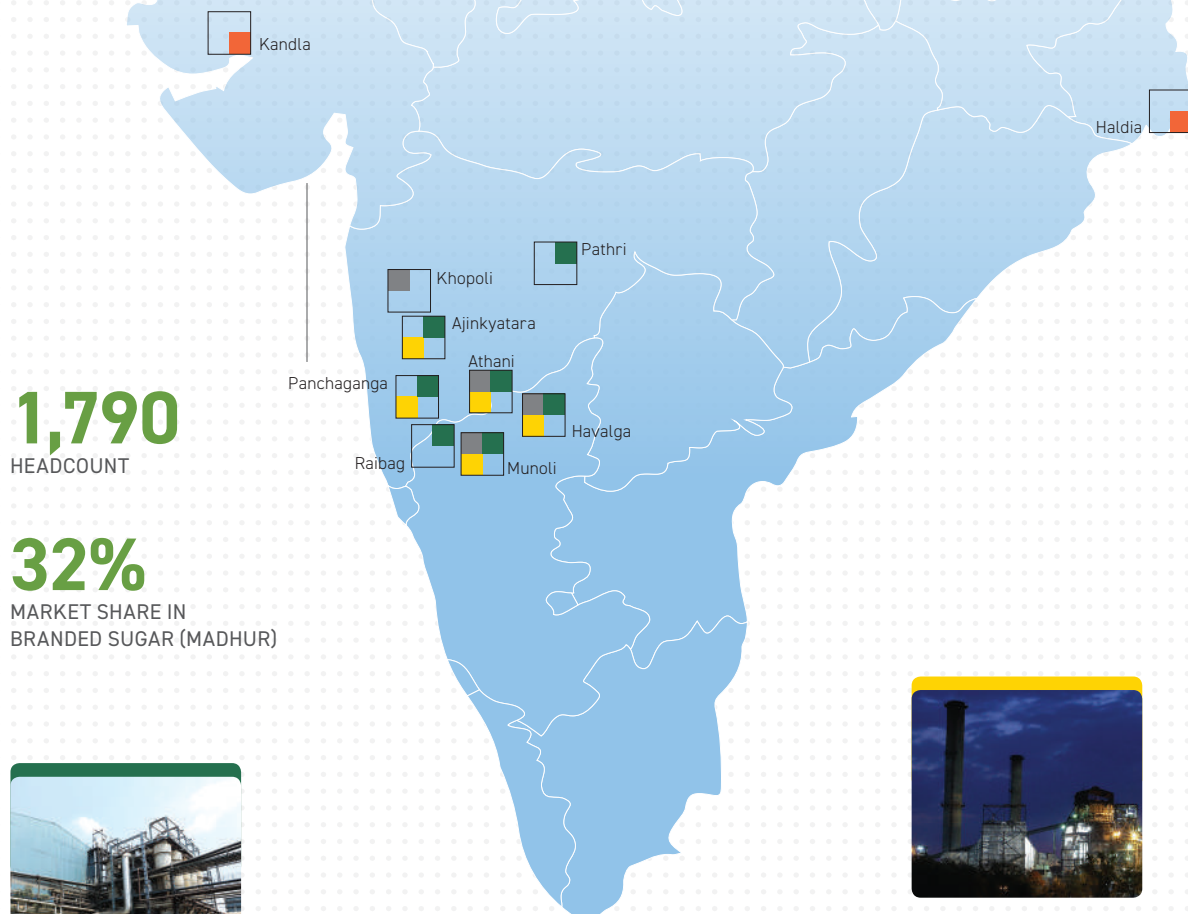 Kandla
Haldia
Pathri
Khopoli
Ajinkyatara
Athani
Panchaganga
Havalga
Raibag
Munoli
1,790
HEADCOUNT
32%
MARKET SHARE IN
BRANDED SUGAR (MADHUR)